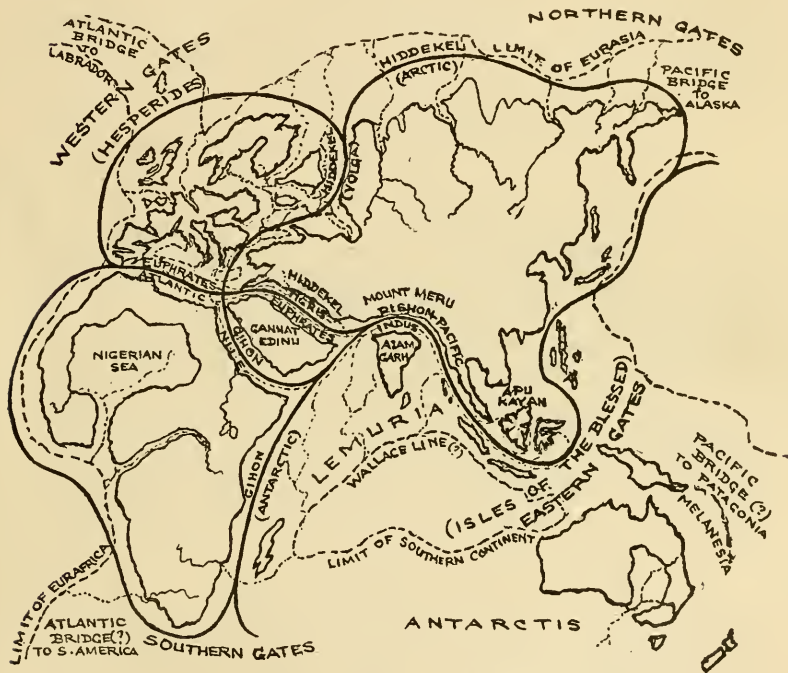 ATLANTIC
BRIDGE
TO
LABRADOR
WESTERN GATES
(HESPERIDES)
NORTHERN GATES
HIDDEKEL
(ARCTIC)
LIMIT OF EURASIA
PACIFIC
BRIDGE
TO
ALASKA
HIDDEKEL
(VOLGA)
EUPHRATES
ATLANTIC
HIDDEKEL
TIGRIS
EUPHRATES
GANNAT
EDINU
GIHON
NILE
MOUNT MERU
PISHON-PACIFIC
INDUS
AZAM
GARH
NIGERIAN
SEA
APU
KAYAN
LEMURIA
WALLACE LINE(?)
GIHON
(ANTARCTIC)
(ISLES OF THE BLESSED)
EASTERN GATES
PACIFIC
BRIDGE(?)
TO PATAGONIA
MELANESIA
LIMIT OF SOUTHERN CONTINENT
LIMIT OF EURAFRICA
ATLANTIC
BRIDGE(?)
TO S. AMERICA
SOUTHERN GATES
ANTARCTIS